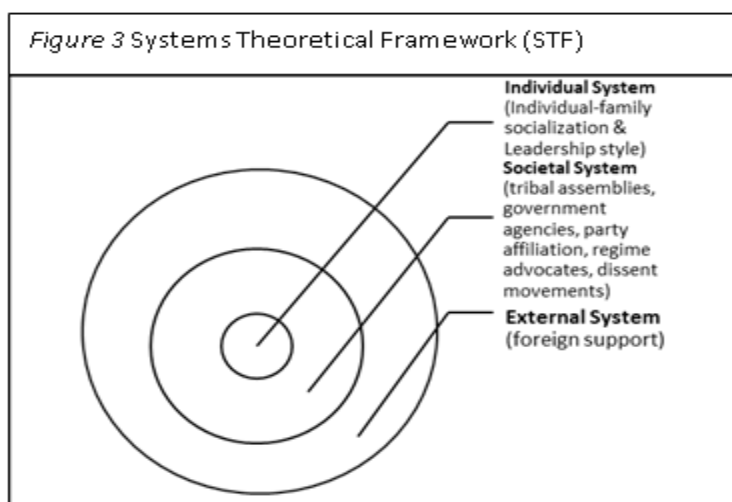 Figure 3 Systems Theoretical Framework (STF)
Individual System
(Individual-family
socialization &
Leadership style)
Societal System
(tribal assemblies,
government
agencies, party
affiliation, regime
advocates, dissent
movements)
External System
(foreign support)